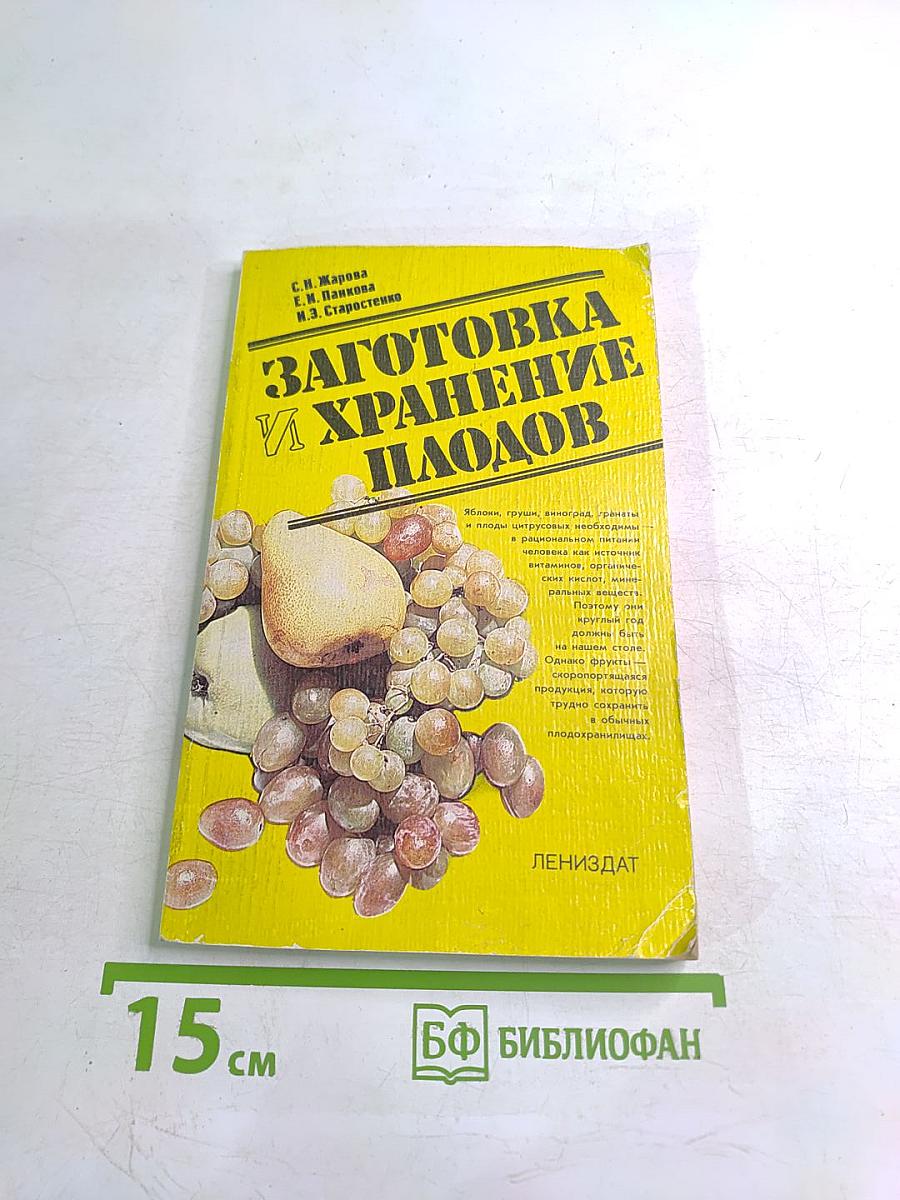 С.Н. Жарова
Е.И. Панкова
И.Э. Старостенко
ЗАГОТОВКА
И ХРАНЕНИЕ
ПЛОДОВ
Яблоки, груши, виноград, гранаты
и плоды цитрусовых необходимы —
в рациональном питании
человека как источник
витаминов, органиче-
ских кислот, мине-
ральных веществ.
Поэтому они
круглый год
должны быть
на нашем столе.
Однако фрукты —
скоропортящаяся
продукция, которую
трудно сохранить
в обычных
плодохранилищах.
ЛЕНИЗДАТ
15 см
БФ БИБЛИОФАН